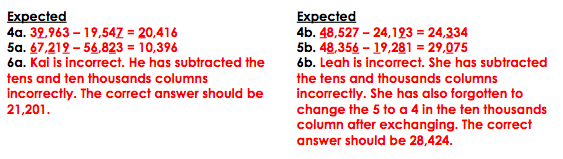 Expected
4a. 39,963 – 19,547 = 20,416
5a. 67,219 – 56,823 = 10,396
6a. Kai is incorrect. He has subtracted the
tens and ten thousands columns
incorrectly. The correct answer should be
21,201.
Expected
4b. 48,527 – 24,193 = 24,334
5b. 48,356 – 19,281 = 29,075
6b. Leah is incorrect. She has subtracted
the tens and thousands columns
incorrectly. She has also forgotten to
change the 5 to a 4 in the ten thousands
column after exchanging. The correct
answer should be 28,424.